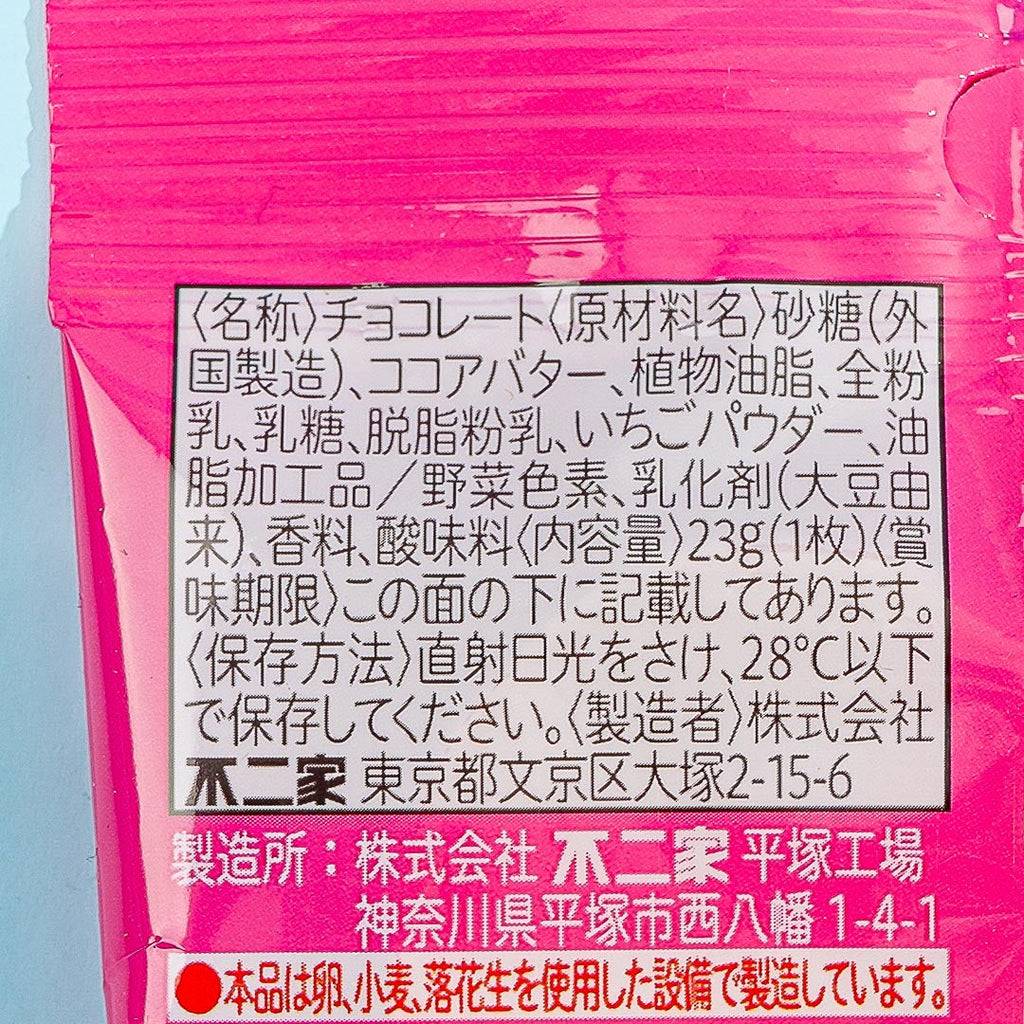 〈名称〉チョコレート〈原材料名〉砂糖(外
国製造)、ココアバター、植物油脂、全粉
乳、乳糖、脱脂粉乳、いちごパウダー、油
脂加工品/野菜色素、乳化剤(大豆由
来)、香料、酸味料〈内容量〉23g(1枚)〈賞
味期限〉この面の下に記載してあります。
〈保存方法〉直射日光をさけ、28℃以下
で保存してください。〈製造者〉株式会社
不二家 東京都文京区大塚2-15-6
製造所：株式会社 不二家 平塚工場
神奈川県平塚市西八幡 1-4-1
●本品は卵、小麦、落花生を使用した設備で製造しています。